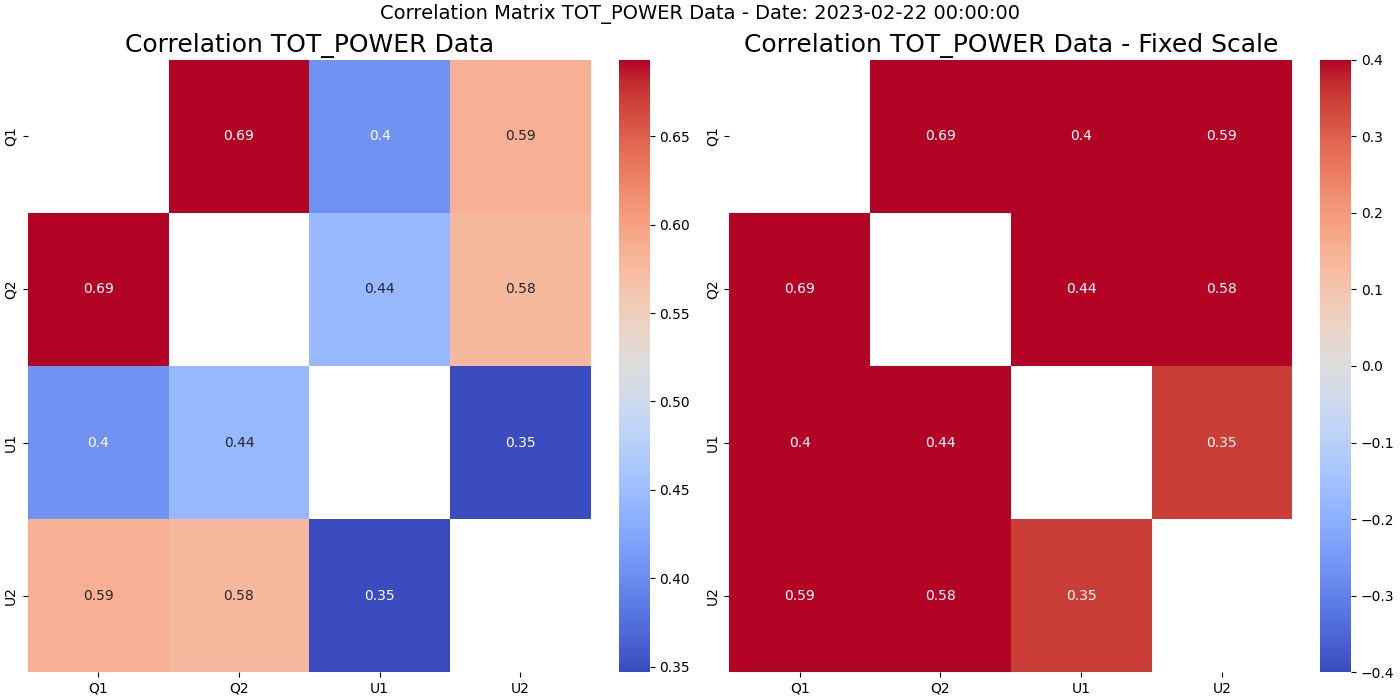 Correlation Matrix TOT_POWER Data - Date: 2023-02-22 00:00:00
Correlation TOT_POWER Data
Q1
0.69
0.4
0.59
Q2
0.69
0.44
0.58
U1
0.4
0.44
0.35
U2
0.59
0.58
0.35
Q1
Q2
U1
U2
0.65
0.60
0.55
0.50
0.45
0.40
0.35
Correlation TOT_POWER Data - Fixed Scale
Q1
0.69
0.4
0.59
Q2
0.69
0.44
0.58
U1
0.4
0.44
0.35
U2
0.59
0.58
0.35
Q1
Q2
U1
U2
0.4
0.3
0.2
0.1
0.0
−0.1
−0.2
−0.3
−0.4